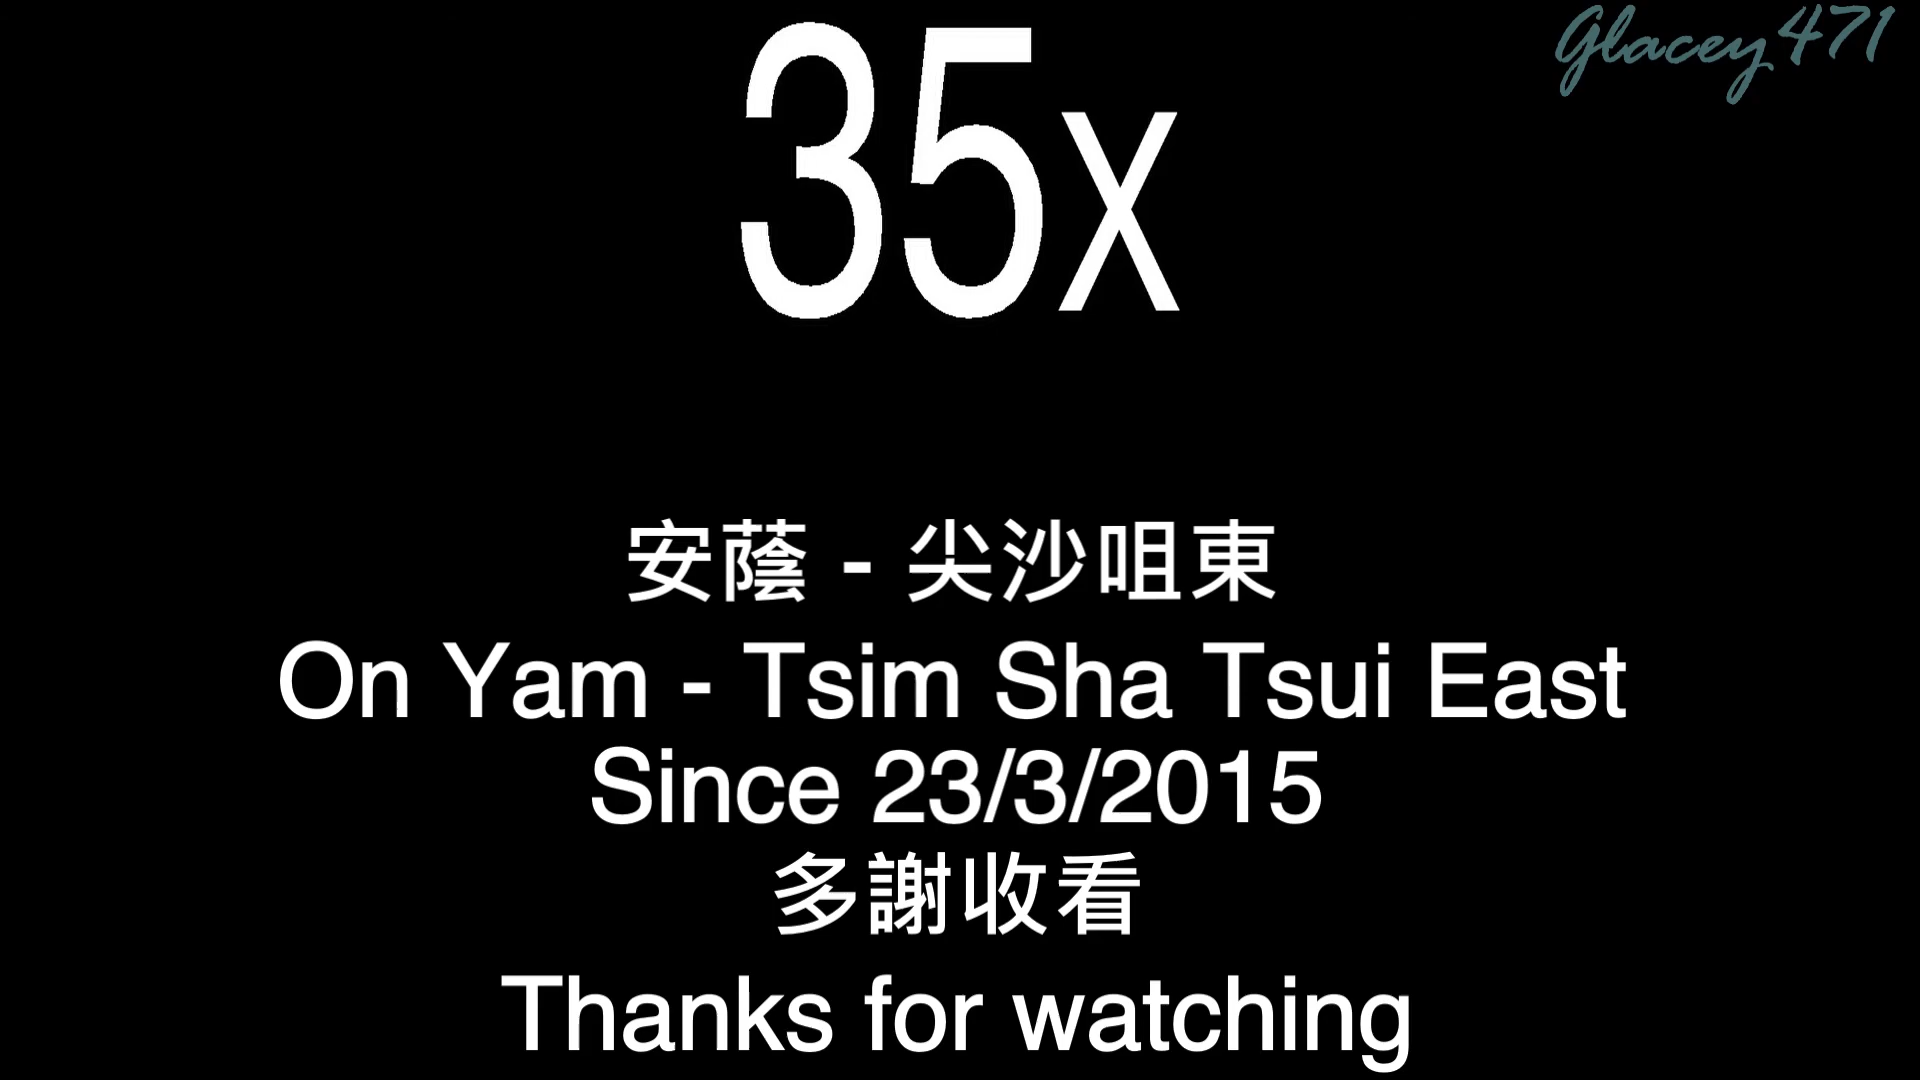 Glacey471
35x
安蔭 - 尖沙咀東
On Yam - Tsim Sha Tsui East
Since 23/3/2015
多謝收看
Thanks for watching